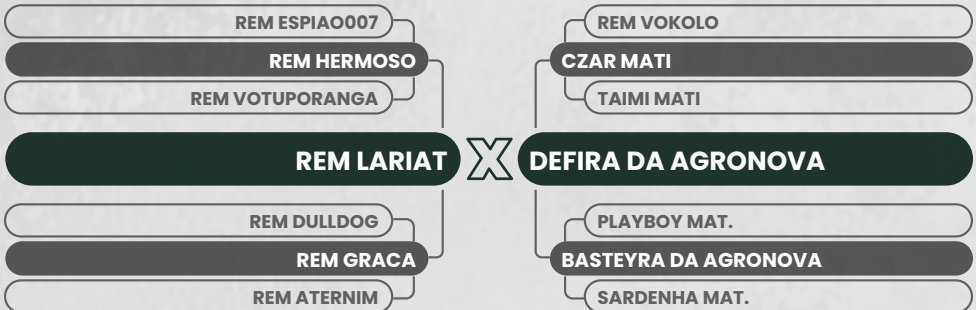 REM ESPIAO007
REM HERMOSO
REM VOTUPORANGA
REM LARIAT
REM DULLDOG
REM GRACA
REM ATERNIM
X
REM VOKOLO
CZAR MATI
TAIMI MATI
DEFIRA DA AGRONOVA
PLAYBOY MAT.
BASTEYRA DA AGRONOVA
SARDENHA MAT.